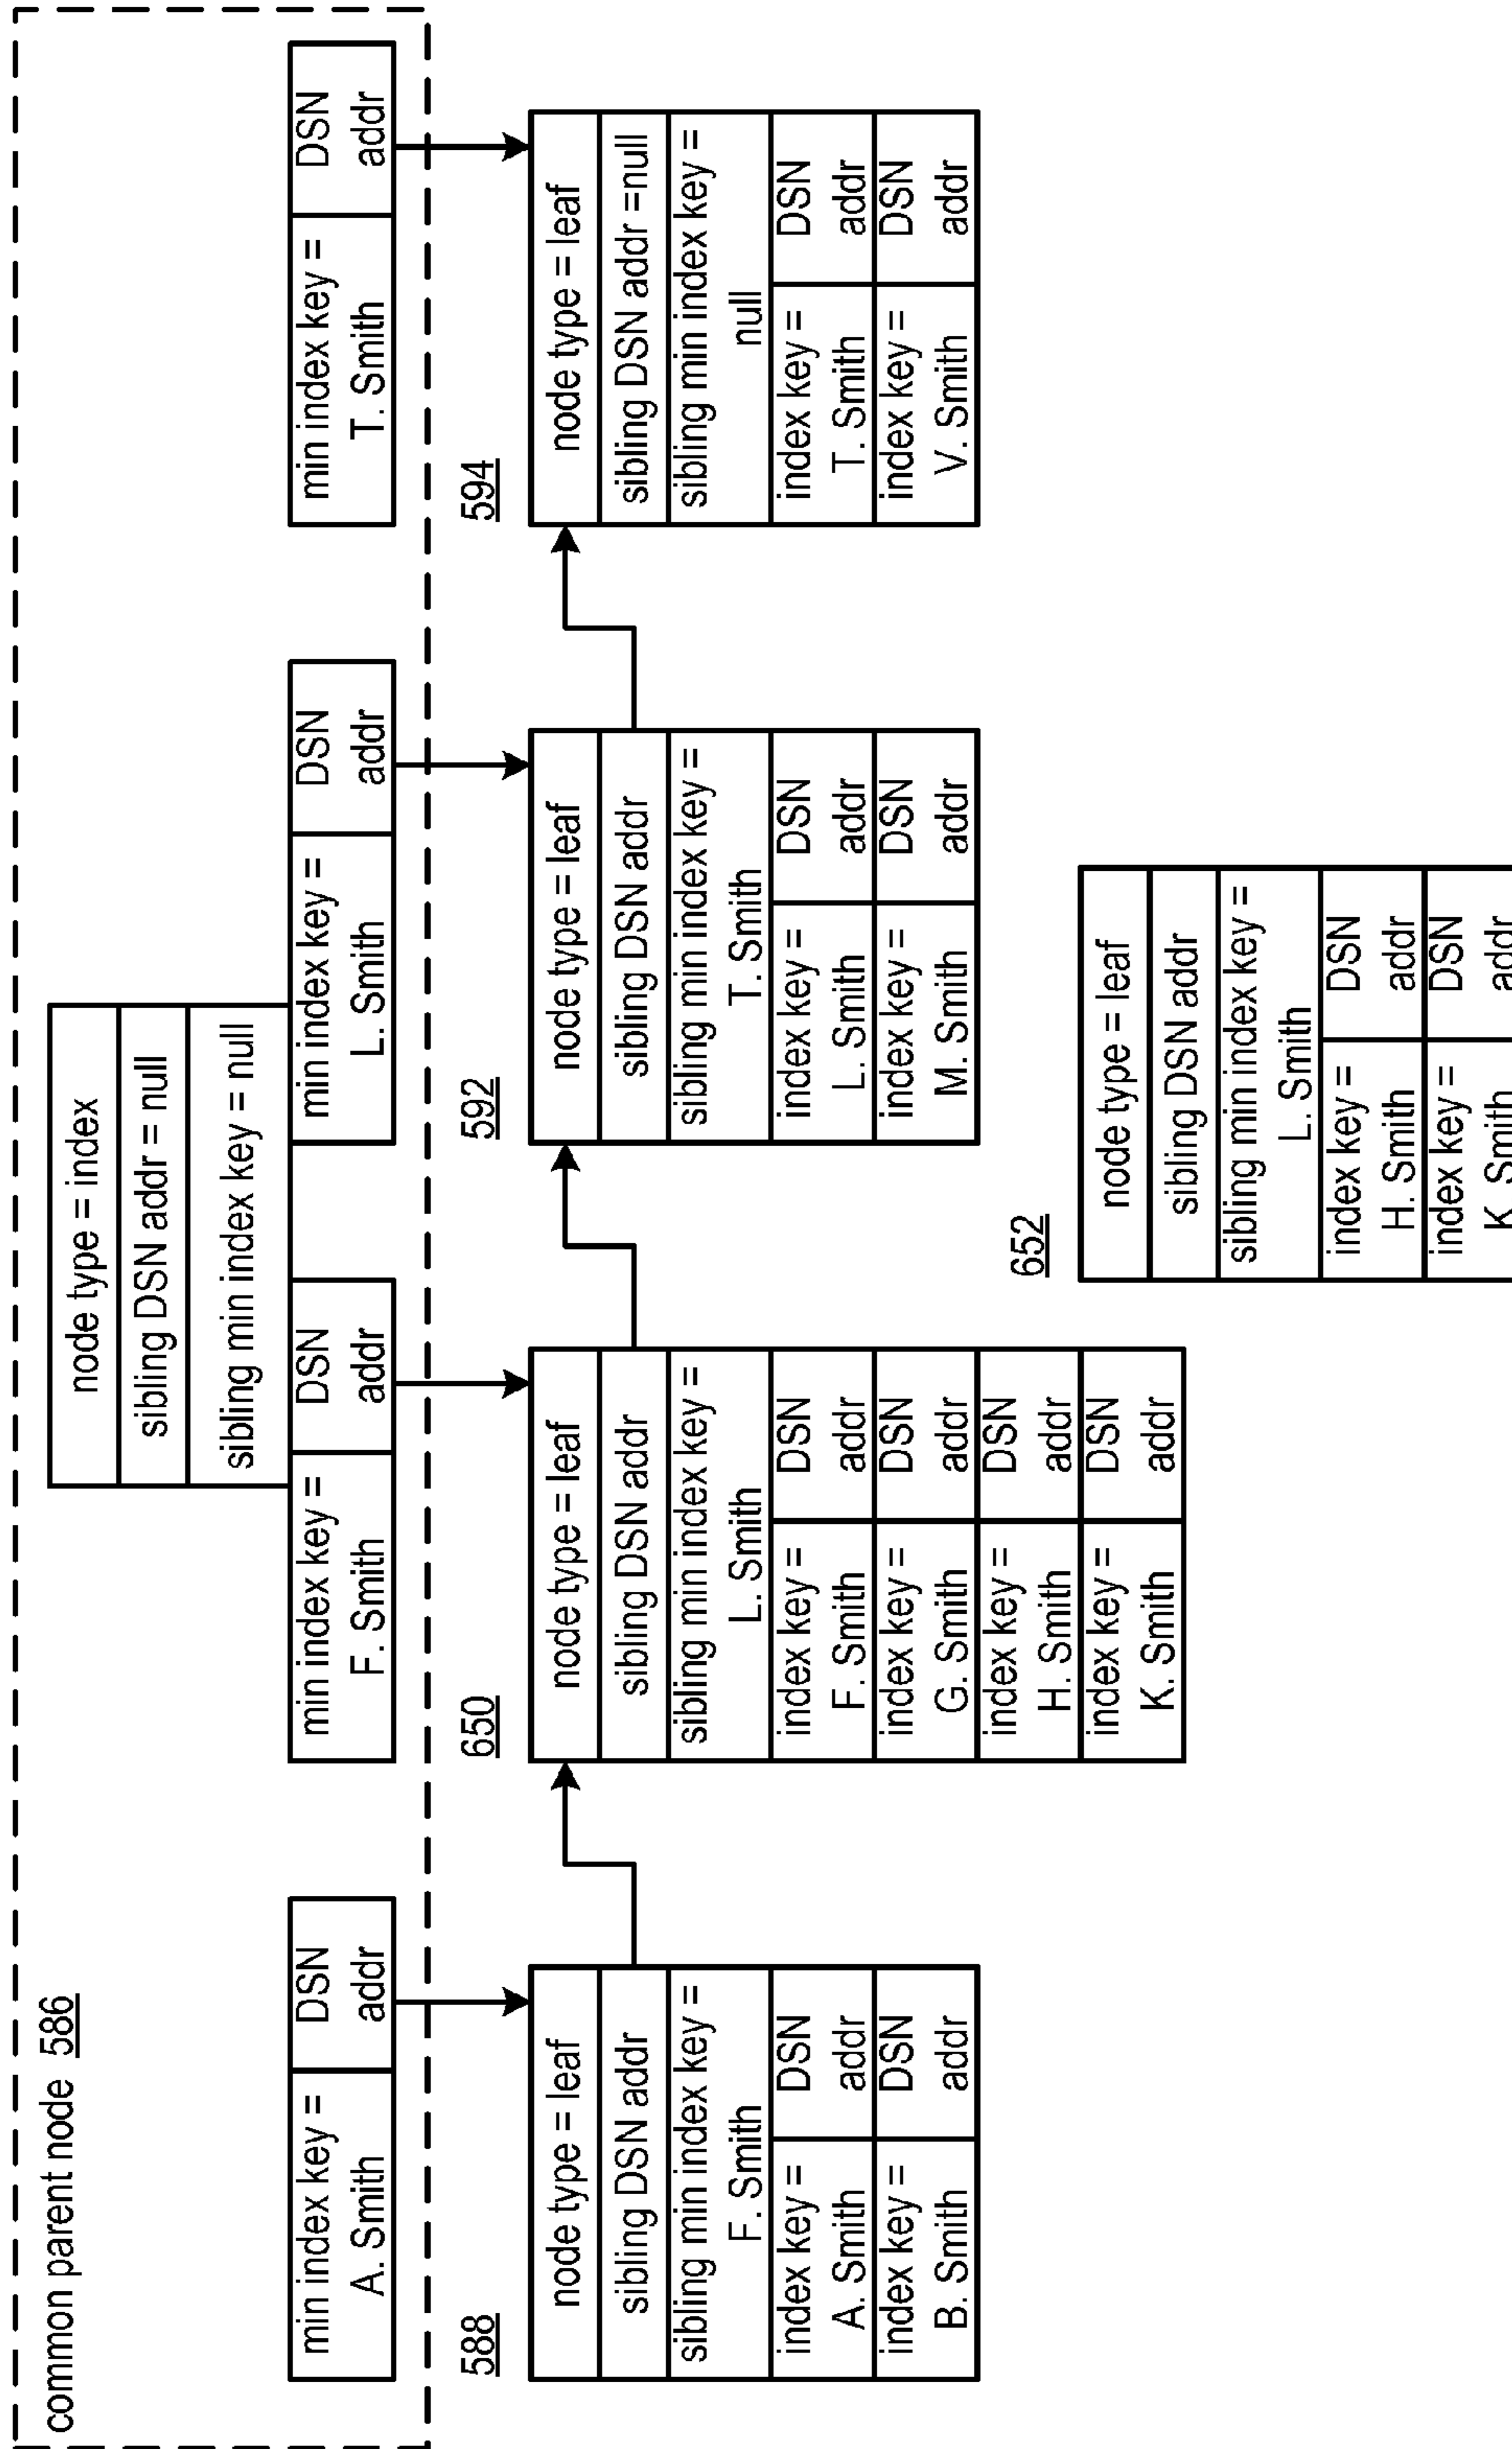 common parent node 586
node type = index
sibling DSN addr = null
sibling min index key = null
min index key =
A. Smith
DSN
addr
min index key =
F. Smith
DSN
addr
min index key =
L. Smith
DSN
addr
min index key =
T. Smith
DSN
addr
588
node type = leaf
sibling DSN addr
sibling min index key =
F. Smith
index key =
A. Smith
DSN
addr
index key =
B. Smith
DSN
addr
650
node type = leaf
sibling DSN addr
sibling min index key =
L. Smith
index key =
F. Smith
DSN
addr
index key =
G. Smith
DSN
addr
index key =
H. Smith
DSN
addr
index key =
K. Smith
DSN
addr
592
node type = leaf
sibling DSN addr
sibling min index key =
T. Smith
index key =
L. Smith
DSN
addr
index key =
M. Smith
DSN
addr
594
node type = leaf
sibling DSN addr =null
sibling min index key =
null
index key =
T. Smith
DSN
addr
index key =
V. Smith
DSN
addr
652
node type = leaf
sibling DSN addr
sibling min index key =
L. Smith
index key =
H. Smith
DSN
addr
index key =
K. Smith
DSN
addr